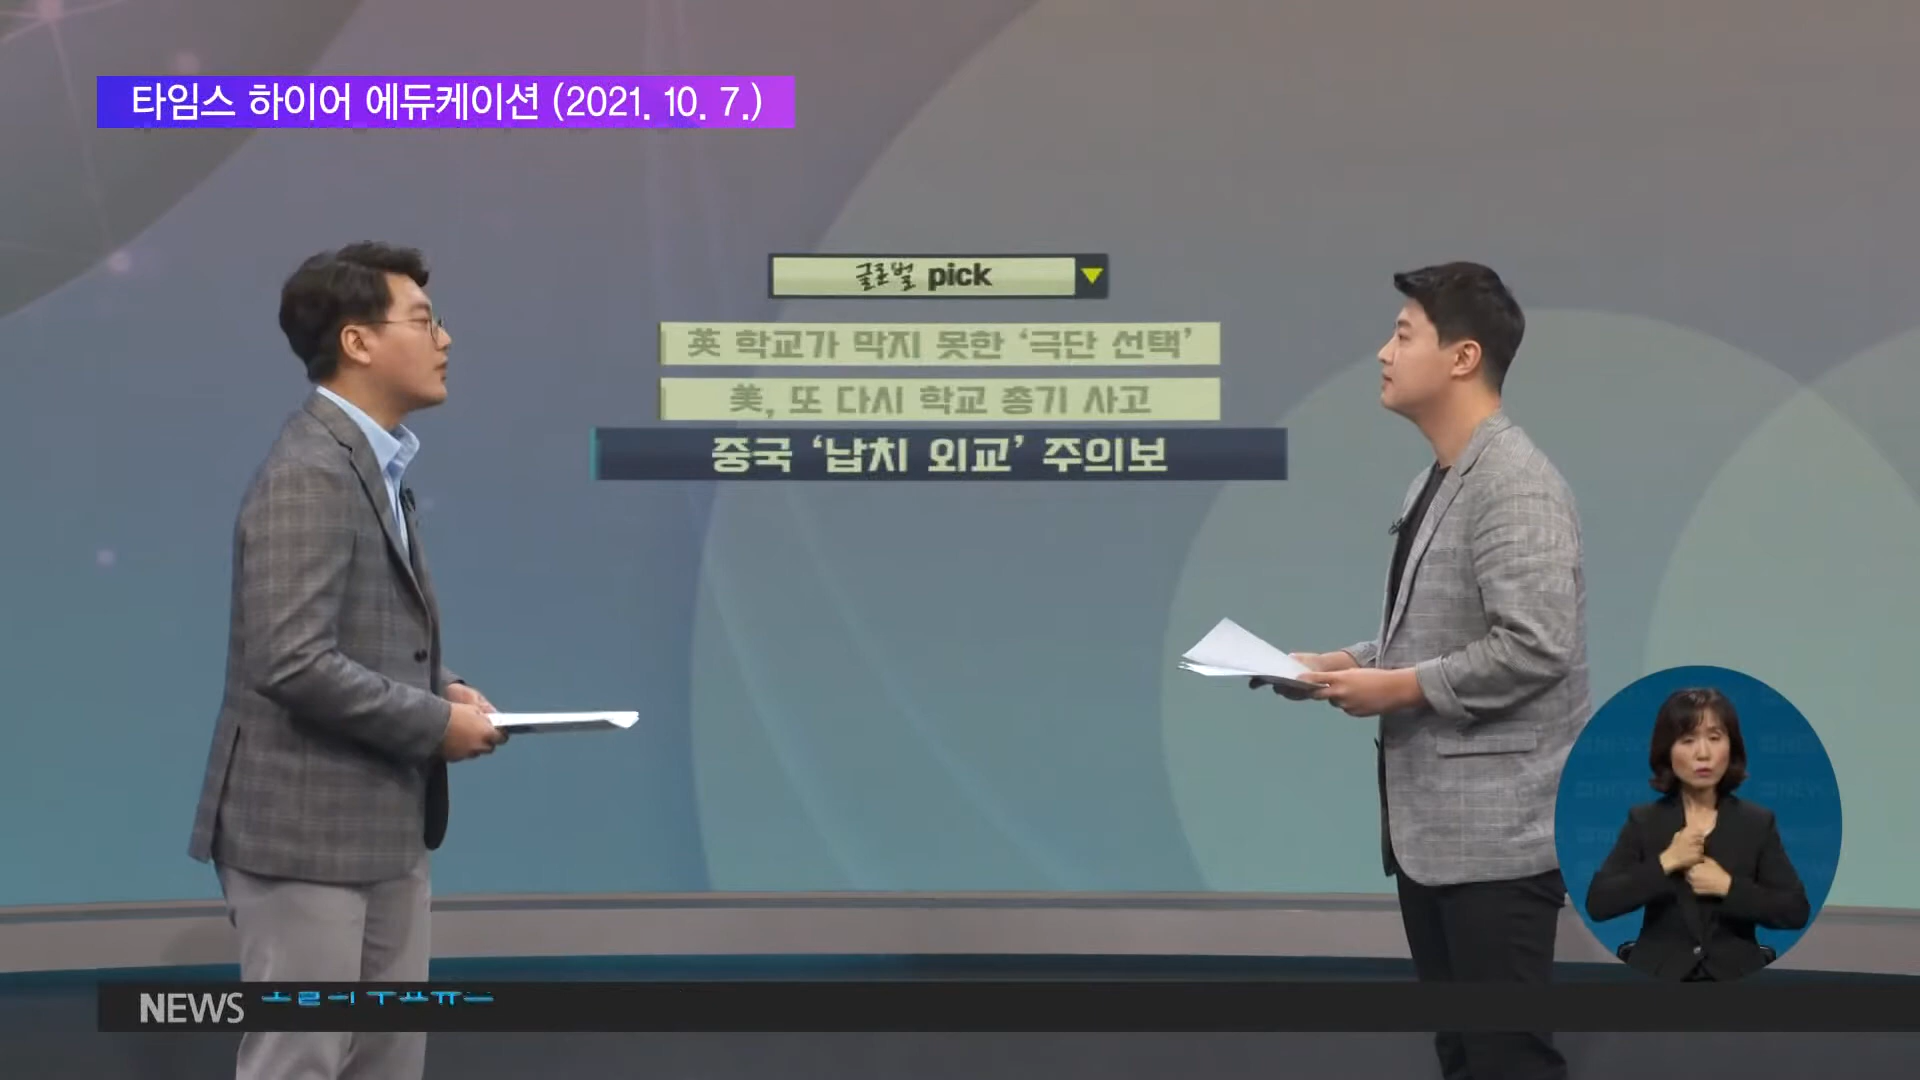 타임스 하이어 에듀케이션 (2021. 10. 7.)
글로벌 pick
英 학교가 막지 못한 ‘극단 선택’
美, 또 다시 학교 총기 사고
중국 ‘납치 외교’ 주의보
NEWS